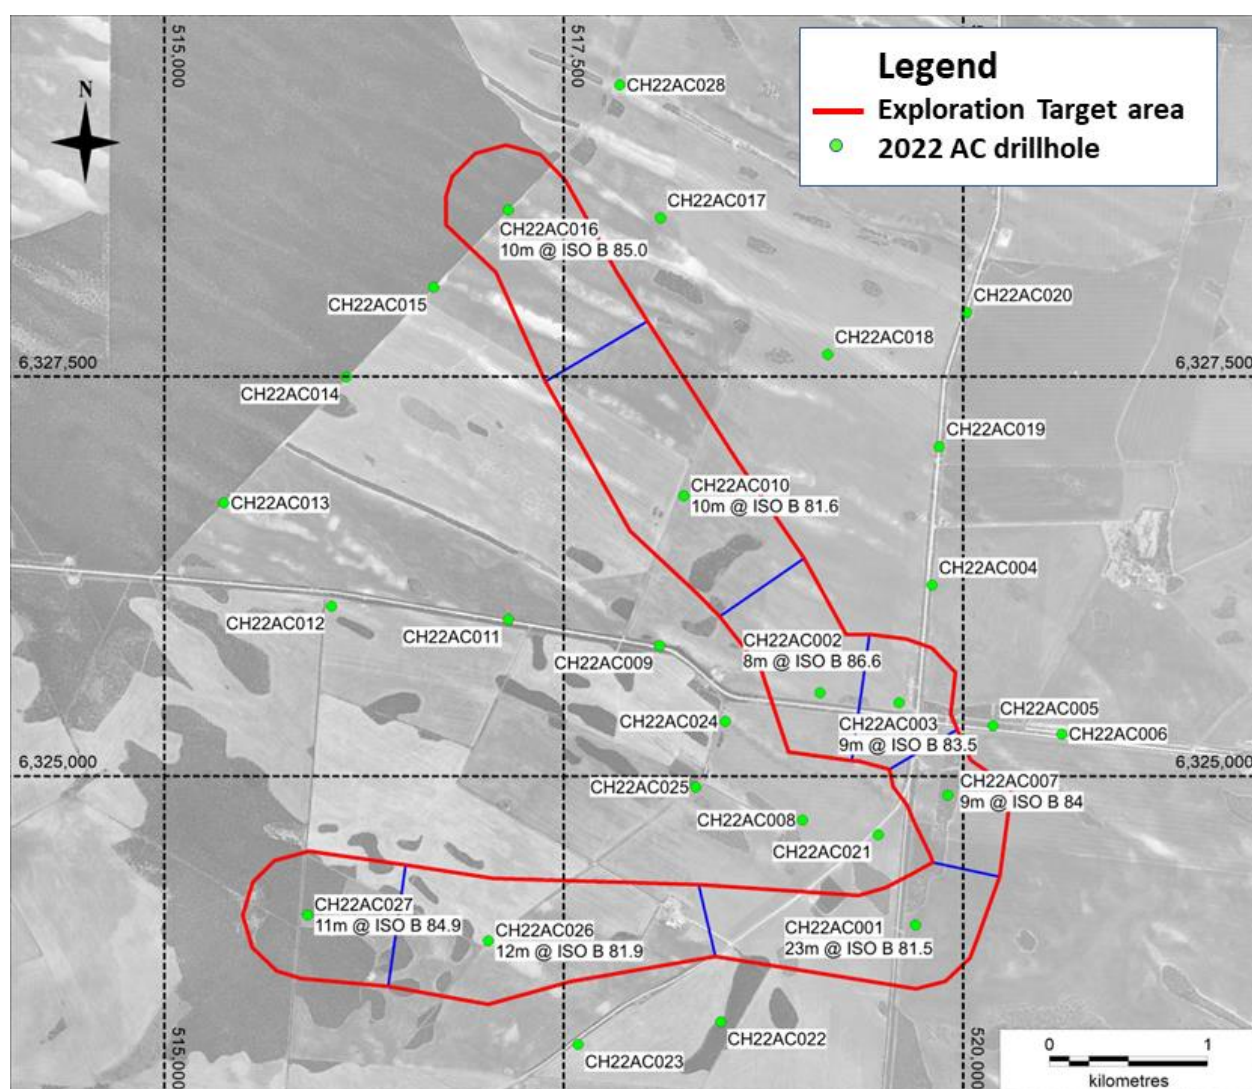 515,000
517,500
Legend
Exploration Target area
2022 AC drillhole
N
CH22AC028
CH22AC017
CH22AC016
10m @ ISO B 85.0
CH22AC015
CH22AC020
CH22AC018
6,327,500
6,327,500
CH22AC014
CH22AC019
CH22AC010
10m @ ISO B 81.6
CH22AC013
CH22AC004
CH22AC012
CH22AC011
CH22AC009
CH22AC002
8m @ ISO B 86.6
CH22AC024
CH22AC003
9m @ ISO B 83.5
CH22AC005
CH22AC006
6,325,000
6,325,000
CH22AC007
9m @ ISO B 84
CH22AC025
CH22AC008
CH22AC021
CH22AC027
11m @ ISO B 84.9
CH22AC026
12m @ ISO B 81.9
CH22AC001
23m @ ISO B 81.5
CH22AC022
CH22AC023
515,000
520,000
0 1
kilometres